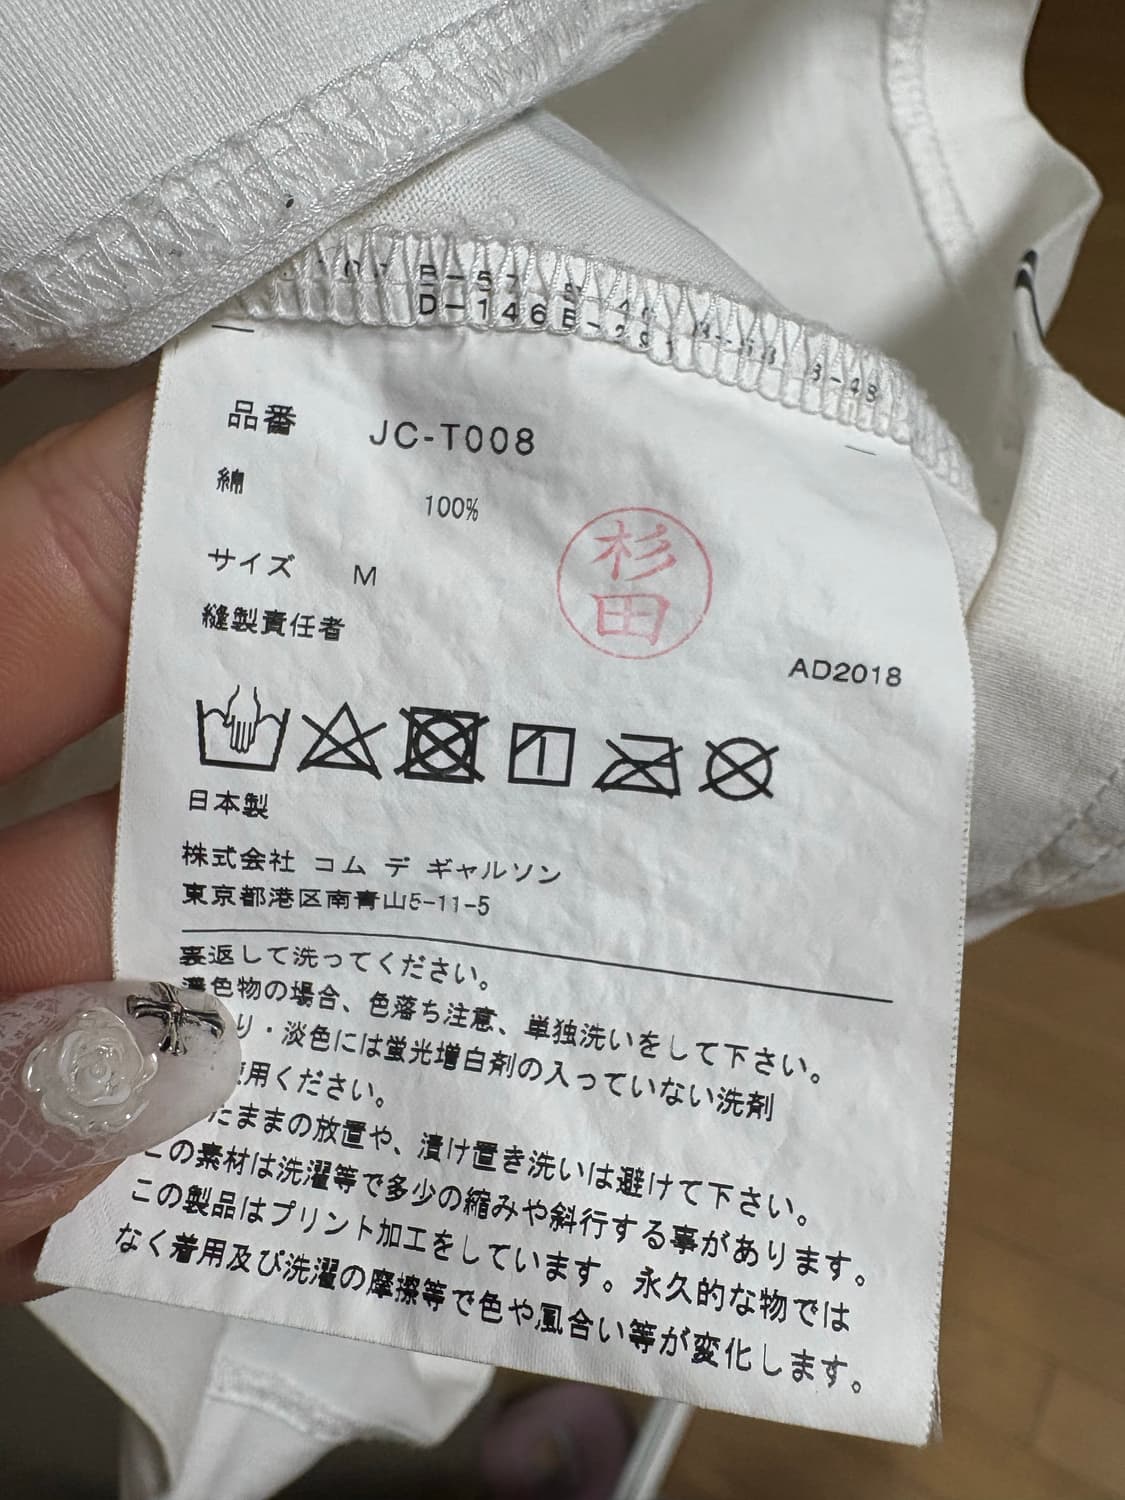 B-57
D-146 E-29
3-43
品番 JC-T008
綿 100%
サイズ M
縫製責任者
杉田
AD2018
日本製
株式会社 コム デ ギャルソン
東京都港区南青山5-11-5
裏返して洗ってください。
濃色物の場合、色落ち注意、単独洗いをして下さい。
り・淡色には蛍光増白剤の入っていない洗剤
使用ください。
たままの放置や、漬け置き洗いは避けて下さい。
この素材は洗濯等で多少の縮みや斜行する事があります。
この製品はプリント加工をしています。永久的な物では
なく着用及び洗濯の摩擦等で色や風合い等が変化します。